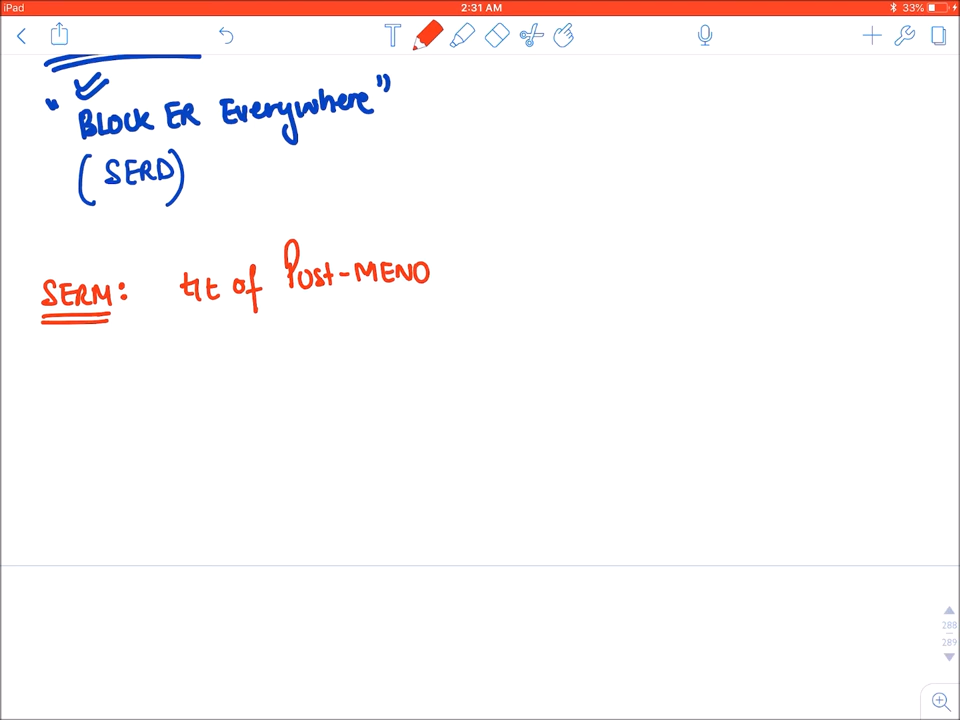 iPad 2:31 AM 33%
T
"BLOCK ER Everywhere"
(SERD)
SERM: t/t of Post-MENO
288
289